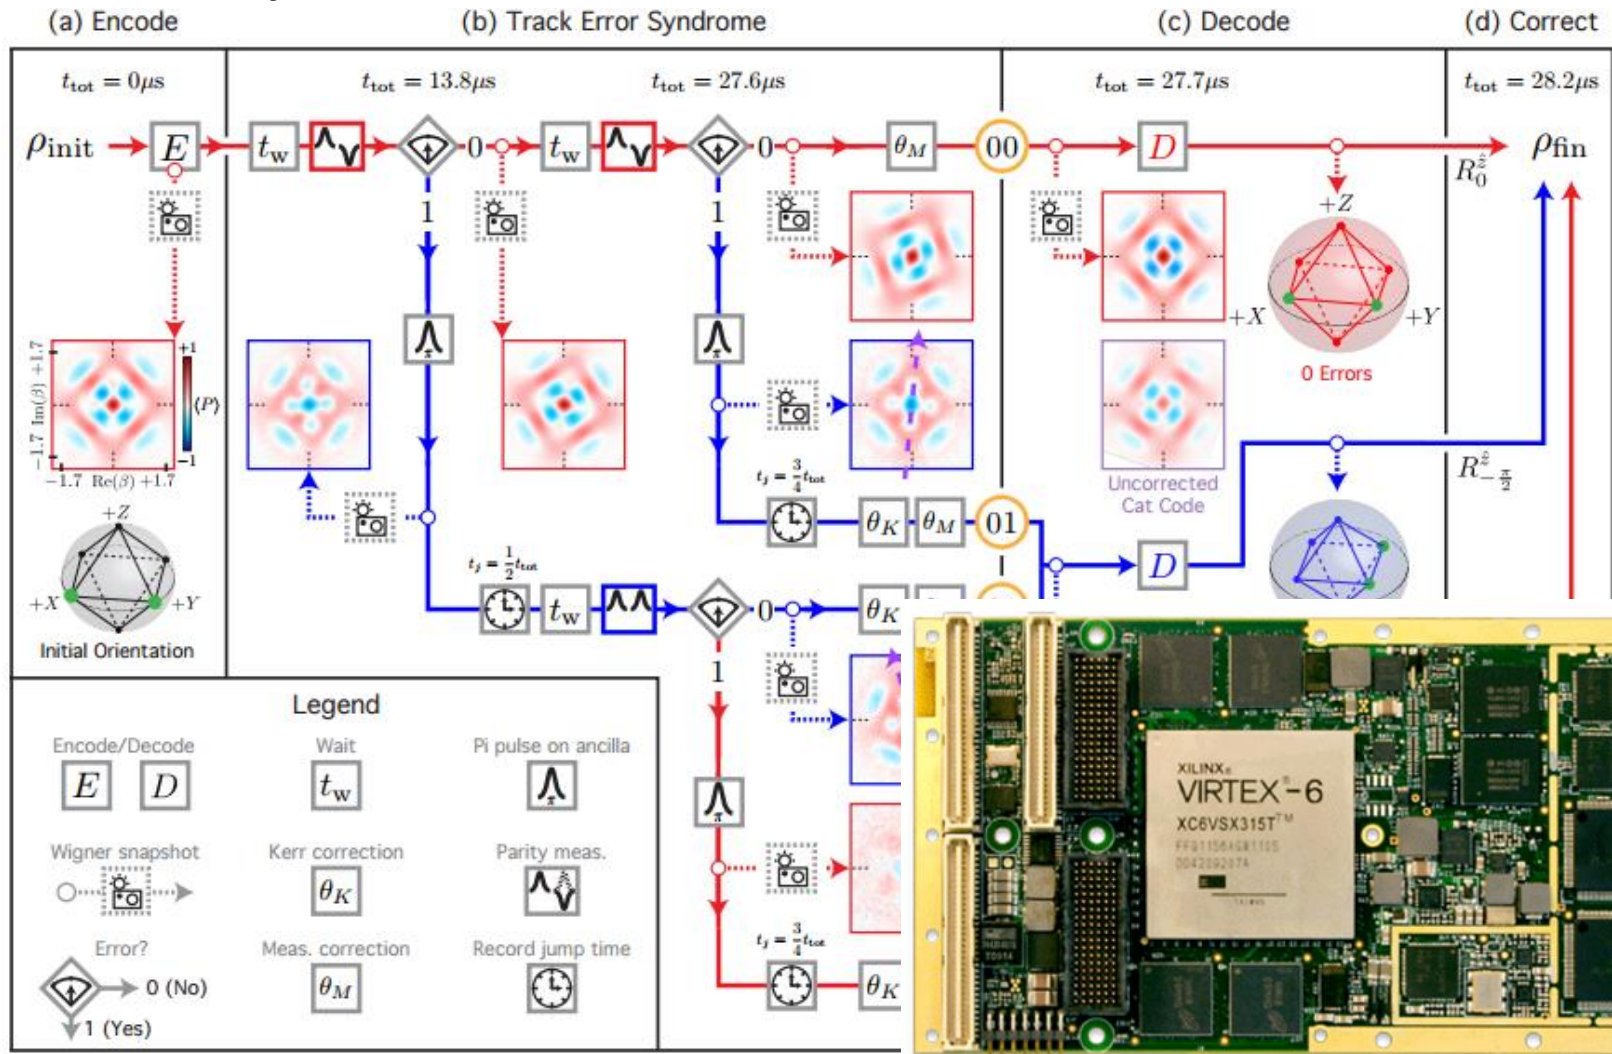 (a) Encode
(b) Track Error Syndrome
(c) Decode
(d) Correct
t_tot = 0μs
t_tot = 13.8μs
t_tot = 27.6μs
t_tot = 27.7μs
t_tot = 28.2μs
ρ_init
E
t_w
0
t_w
0
θ_M
00
D
ρ_fin
R_0^ẑ
1
1
+Z
+X
+Y
0 Errors
π
π
+1
⟨P⟩
−1
−1.7 Im(β) +1.7
−1.7 Re(β) +1.7
Uncorrected
Cat Code
R_{−π/2}^ẑ
t_j = 3/4 t_tot
θ_K
θ_M
01
D
+Z
+X
+Y
Initial Orientation
t_j = 1/2 t_tot
t_w
0
θ_K
1
π
t_j = 3/4 t_tot
θ_K
Legend
Encode/Decode
E
D
Wait
t_w
Pi pulse on ancilla
π
Wigner snapshot
Kerr correction
θ_K
Parity meas.
Error?
0 (No)
1 (Yes)
Meas. correction
θ_M
Record jump time
XILINX®
VIRTEX®-6
XC6VSX315T™
TAIWAN